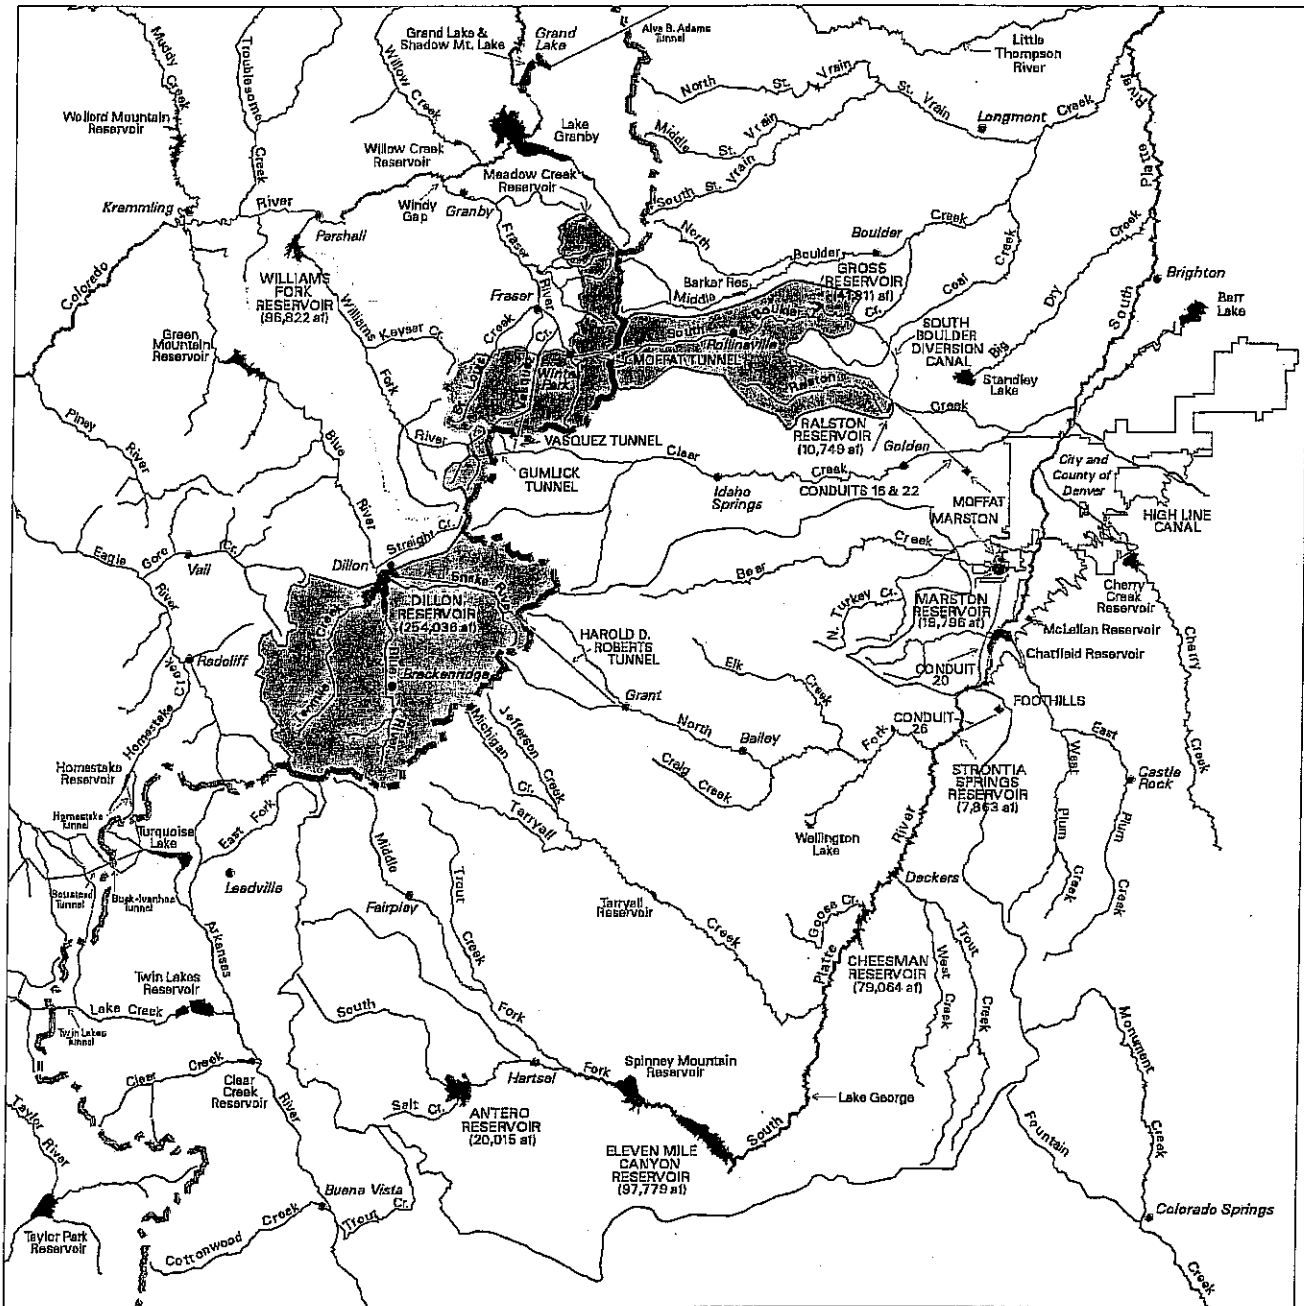 Muddy
Creek
Troublesome
Creek
Grand Lake &
Shadow Mt. Lake
Grand
Lake
Alva B. Adams
Tunnel
Willow
Creek
Little
Thompson
River
River
Platte
South
North
St.
Vrain
St.
Vrain
Creek
Longmont
Wolford Mountain
Reservoir
Lake
Granby
Middle
St.
Vrain
Willow Creek
Reservoir
Meadow Creek
Reservoir
South
St.
Vrain
Kremmling
River
Parshall
Windy
Gap
Granby
Fraser
River
North
Boulder
Boulder
Creek
Coal
Creek
Dry
Creek
Big
Brighton
Barr
Lake
WILLIAMS
FORK
RESERVOIR
(96,822 af)
Colorado
Williams
Fork
River
Keyser Cr.
Fraser
Creek
Cr.
Barker Res.
Middle
GROSS
RESERVOIR
(41,811 af)
South
Boulder
Cr.
Rollinsville
MOFFAT TUNNEL
Winter
Park
St. Louis
Vasquez
SOUTH
BOULDER
DIVERSION
CANAL
Standley
Lake
Green
Mountain
Reservoir
Blue
River
Ralston
Creek
RALSTON
RESERVOIR
(10,749 af)
Piney
River
VASQUEZ TUNNEL
GUMLICK
TUNNEL
Clear
Creek
Golden
Idaho
Springs
CONDUITS 16 & 22
MOFFAT
MARSTON
City and
County of
Denver
HIGH LINE
CANAL
Eagle
River
Gore
Cr.
Vail
Straight Cr.
Dillon
Snake River
DILLON
RESERVOIR
(254,036 af)
Bear
Creek
N. Turkey Cr.
MARSTON
RESERVOIR
(19,796 af)
Cherry
Creek Reservoir
McLellan Reservoir
Chatfield Reservoir
Cherry
Creek
HAROLD D.
ROBERTS
TUNNEL
CONDUIT
20
Redcliff
Homestake Creek
Tenmile Creek
Blue River
Breckenridge
Elk
Creek
Grant
North
Bailey
Fork
CONDUIT
26
FOOTHILLS
Michigan
Cr.
Jefferson
Creek
Craig
Creek
Homestake
Reservoir
STRONTIA
SPRINGS
RESERVOIR
(7,863 af)
West
Plum
Creek
East
Plum
Creek
Castle
Rock
Homestake
Tunnel
Turquoise
Lake
East Fork
Tarryall
Wellington
Lake
River
Middle
Trout
Creek
Leadville
Boustead
Tunnel
Busk-Ivanhoe
Tunnel
Fairplay
Tarryall
Reservoir
Creek
Deckers
Goose Cr.
Arkansas
River
Platte
CHEESMAN
RESERVOIR
(79,064 af)
West
Creek
Trout
Creek
Twin Lakes
Reservoir
Lake Creek
Twin Lakes
Tunnel
South
Fork
Monument
Creek
Clear
Creek
Clear
Creek
Reservoir
Hartsel
Fork
Spinney Mountain
Reservoir
Taylor
River
Salt Cr.
ANTERO
RESERVOIR
(20,015 af)
Lake George
South
ELEVEN MILE
CANYON
RESERVOIR
(97,779 af)
Fountain
Creek
Buena Vista
Trout
Cr.
Cottonwood
Creek
Taylor Park
Reservoir
Colorado Springs